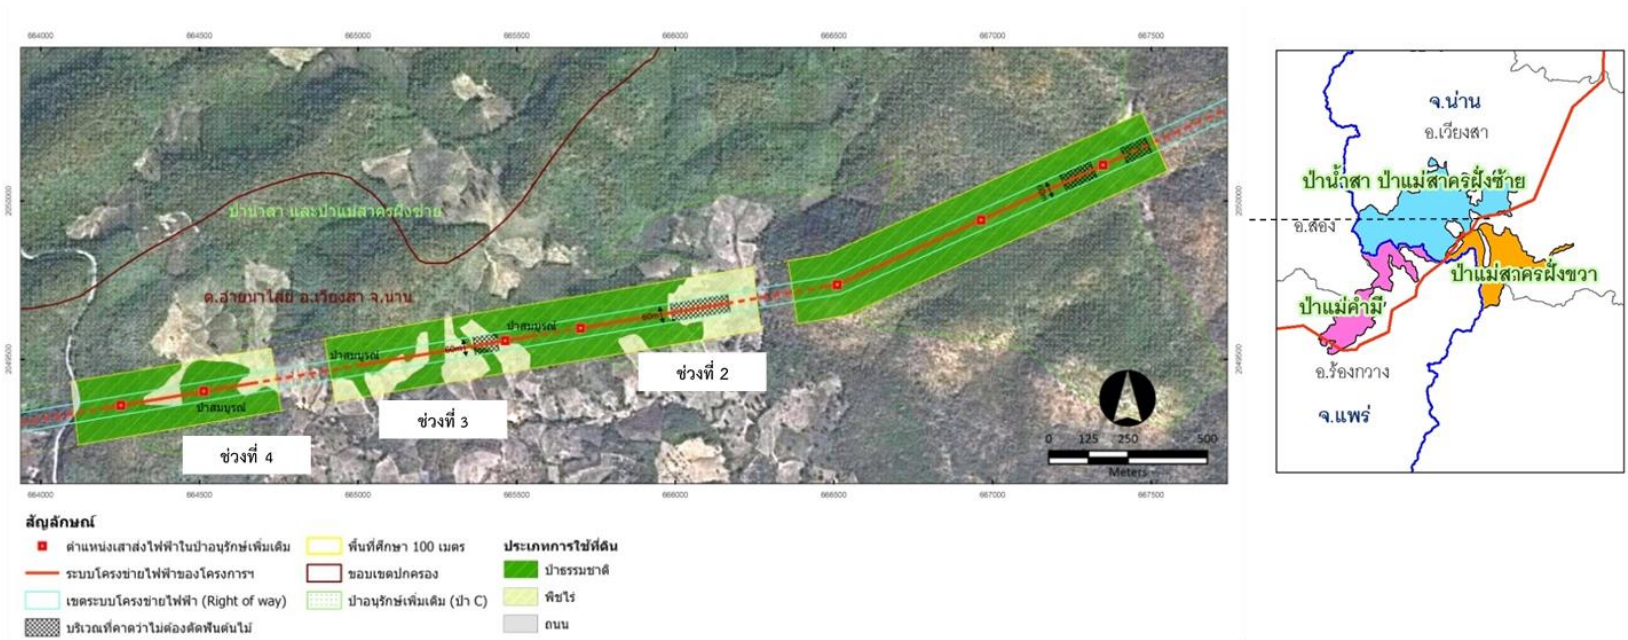 664000 664500 665000 665500 666000 666500 667000 667500
2050000
2050000
2049500
2049500
ป่าน้ำสา และป่าแม่สาครฝั่งซ้าย
ต.อ่ายนาไลย อ.เวียงสา จ.น่าน
ป่าสมบูรณ์
ป่าสมบูรณ์
ป่าสมบูรณ์
60m
60m
ช่วงที่ 2
ช่วงที่ 3
ช่วงที่ 4
0 125 250 500
Meters
664000 664500 665000 665500 666000 666500 667000 667500
จ.น่าน
อ.เวียงสา
ป่าน้ำสา ป่าแม่สาครฝั่งซ้าย
อ.สอง
ป่าแม่สาครฝั่งขวา
ป่าแม่คำมี
อ.ร้องกวาง
จ.แพร่
สัญลักษณ์
ตำแหน่งเสาส่งไฟฟ้าในป่าอนุรักษ์เพิ่มเติม
ระบบโครงข่ายไฟฟ้าของโครงการฯ
เขตระบบโครงข่ายไฟฟ้า (Right of way)
บริเวณที่คาดว่าไม่ต้องตัดฟันต้นไม้
พื้นที่ศึกษา 100 เมตร
ขอบเขตปกครอง
ป่าอนุรักษ์เพิ่มเติม (ป่า C)
ประเภทการใช้ที่ดิน
ป่าธรรมชาติ
พืชไร่
ถนน